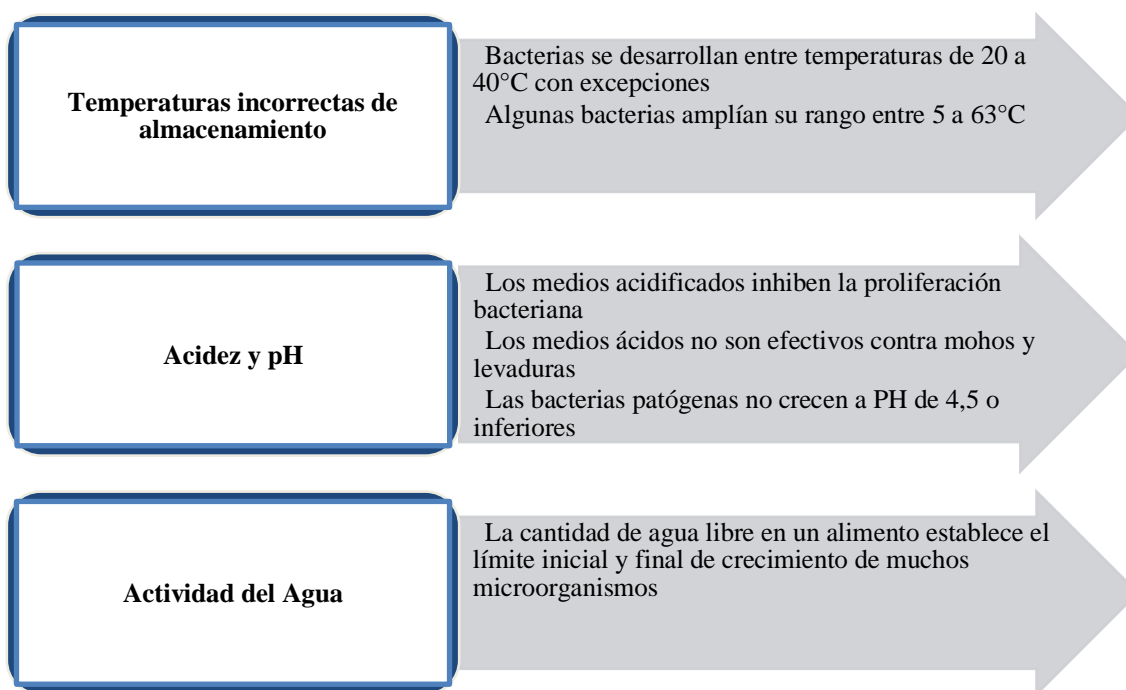 Temperaturas incorrectas de
almacenamiento
Bacterias se desarrollan entre temperaturas de 20 a
40°C con excepciones
Algunas bacterias amplían su rango entre 5 a 63°C
Acidez y pH
Los medios acidificados inhiben la proliferación
bacteriana
Los medios ácidos no son efectivos contra mohos y
levaduras
Las bacterias patógenas no crecen a PH de 4,5 o
inferiores
Actividad del Agua
La cantidad de agua libre en un alimento establece el
límite inicial y final de crecimiento de muchos
microorganismos